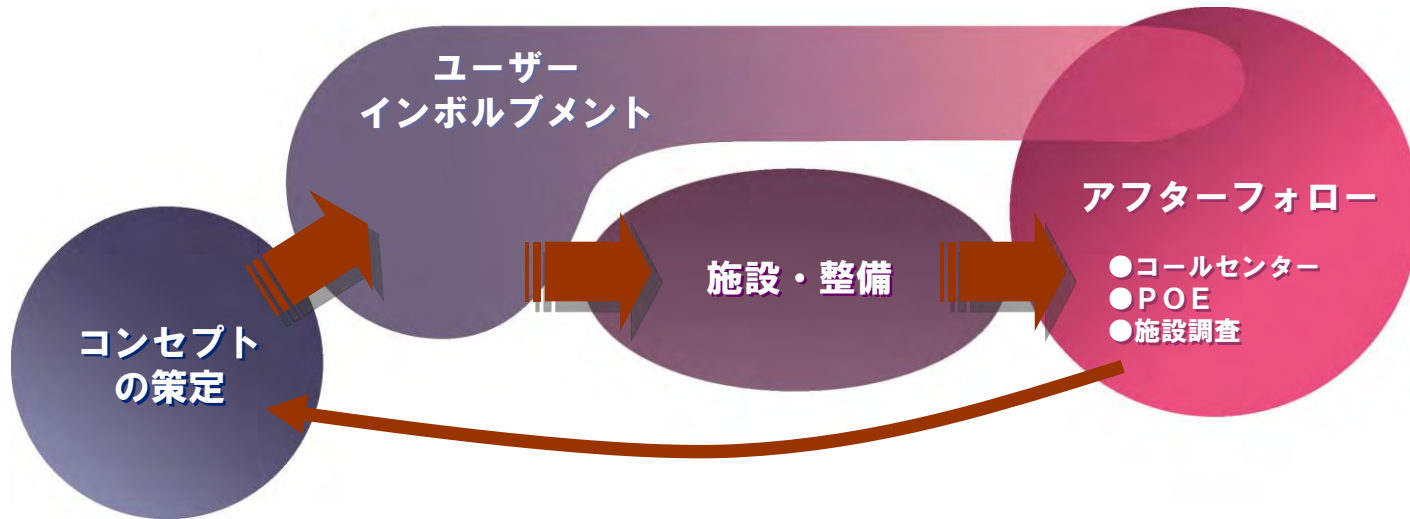 ユーザー
インボルブメント
コンセプト
の策定
施設・整備
アフターフォロー
●コールセンター
●ＰＯＥ
●施設調査